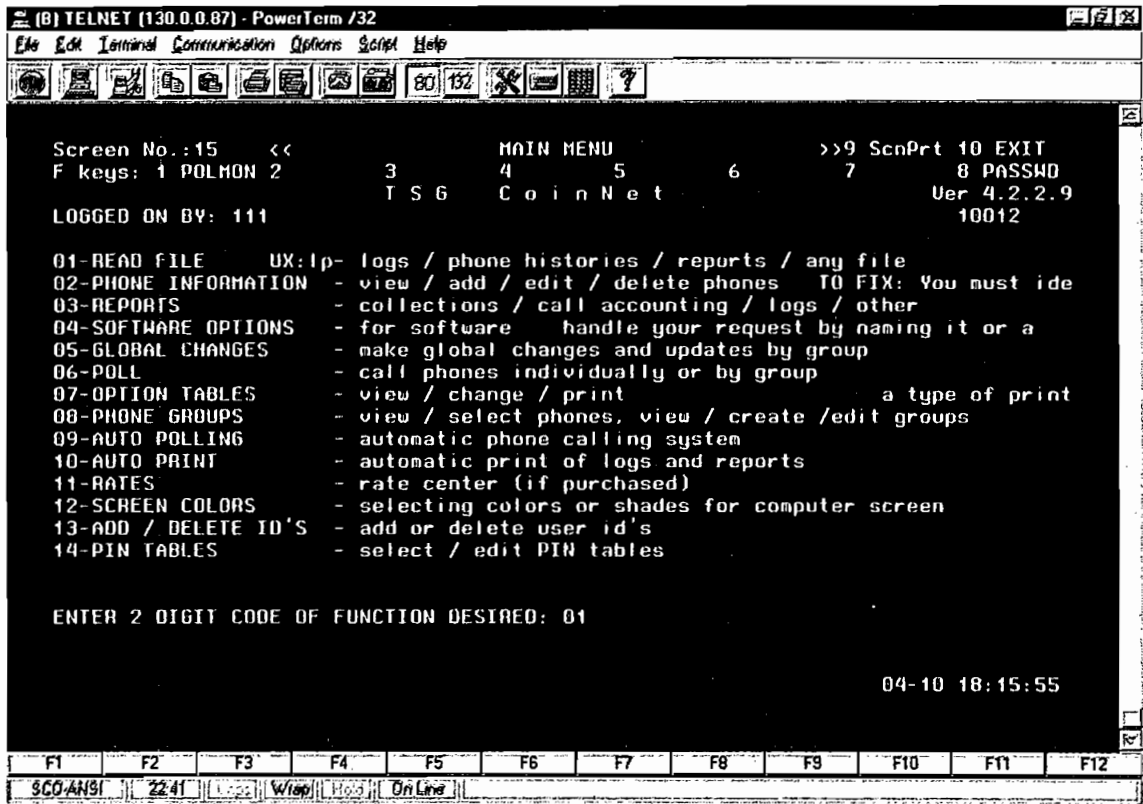 (B) TELNET (130.0.0.87) - PowerTerm /32
File Edit Terminal Communication Options Script Help
80 132
Screen No.:15 << MAIN MENU >>9 ScnPrt 10 EXIT
F keys: 1 POLMON 2 3 4 5 6 7 8 PASSWD
T S G C o i n N e t Ver 4.2.2.9
LOGGED ON BY: 111 10012
01-READ FILE UX:lp- logs / phone histories / reports / any file
02-PHONE INFORMATION - view / add / edit / delete phones TO FIX: You must ide
03-REPORTS - collections / call accounting / logs / other
04-SOFTWARE OPTIONS - for software handle your request by naming it or a
05-GLOBAL CHANGES - make global changes and updates by group
06-POLL - call phones individually or by group
07-OPTION TABLES - view / change / print a type of print
08-PHONE GROUPS - view / select phones, view / create /edit groups
09-AUTO POLLING - automatic phone calling system
10-AUTO PRINT - automatic print of logs and reports
11-RATES - rate center (if purchased)
12-SCREEN COLORS - selecting colors or shades for computer screen
13-ADD / DELETE ID'S - add or delete user id's
14-PIN TABLES - select / edit PIN tables
ENTER 2 DIGIT CODE OF FUNCTION DESIRED: 01
04-10 18:15:55
F1 F2 F3 F4 F5 F6 F7 F8 F9 F10 F11 F12
SCO-ANSI 22:41 Wrap Hold On Line